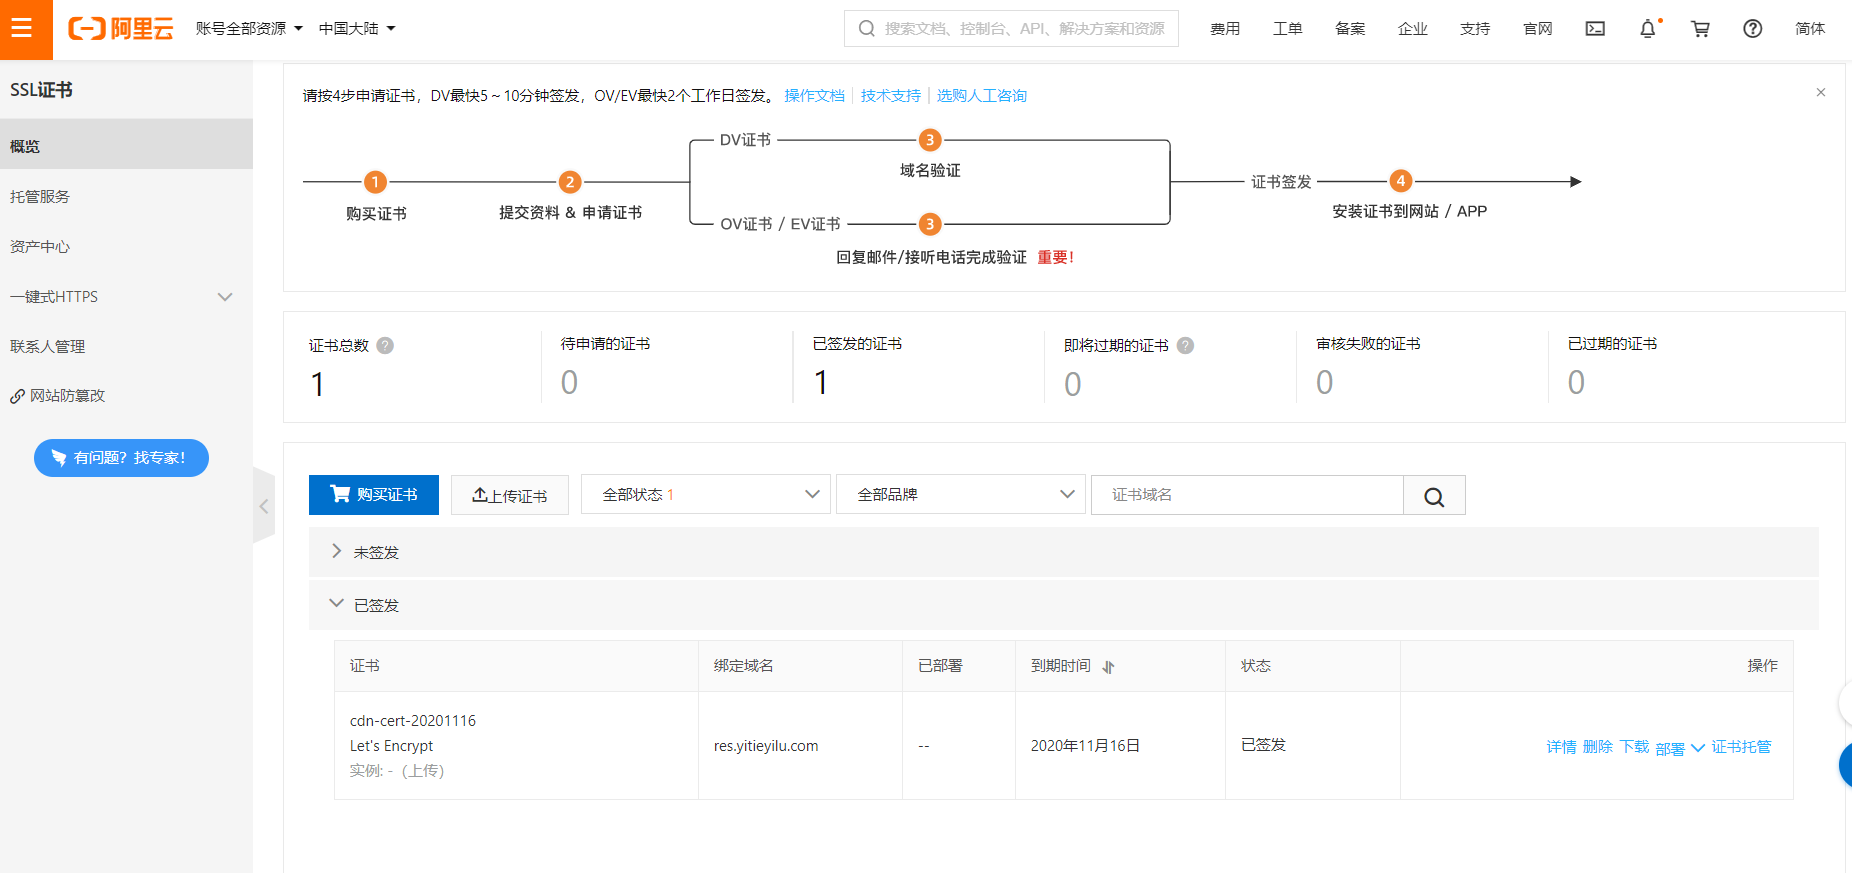 阿里云 账号全部资源 中国大陆 搜索文档、控制台、API、解决方案和资源 费用 工单 备案 企业 支持 官网 简体
SSL证书
概览
托管服务
资产中心
一键式HTTPS
联系人管理
网站防篡改
有问题？找专家！
请按4步申请证书，DV最快5～10分钟签发，OV/EV最快2个工作日签发。 操作文档 技术支持 选购人工咨询
DV证书 3
域名验证
1 2 证书签发 4
购买证书 提交资料 & 申请证书 安装证书到网站 / APP
OV证书 / EV证书 3
回复邮件/接听电话完成验证 重要！
证书总数 待申请的证书 已签发的证书 即将过期的证书 审核失败的证书 已过期的证书
1 0 1 0 0 0
购买证书 上传证书 全部状态 1 全部品牌 证书域名
未签发
已签发
证书 绑定域名 已部署 到期时间 状态 操作
cdn-cert-20201116
Let's Encrypt res.yitieyilu.com -- 2020年11月16日 已签发 详情 删除 下载 部署 证书托管
实例: -（上传）